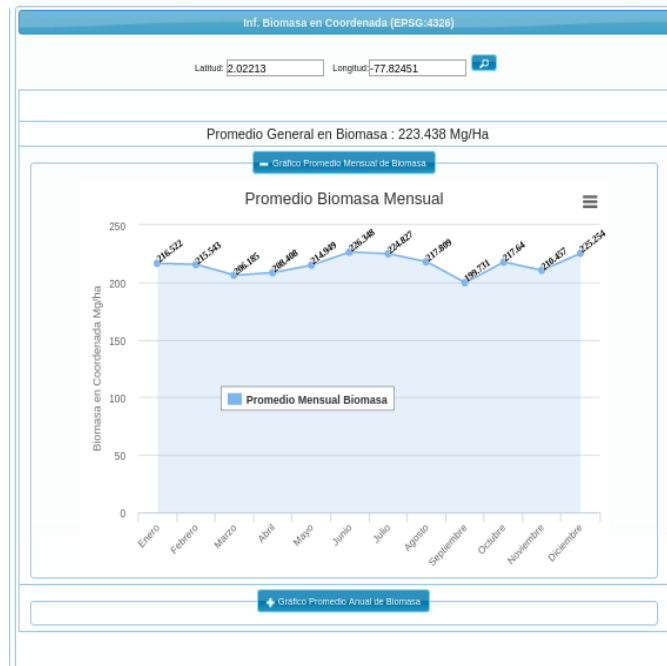 Inf. Biomasa en Coordenada (EPSG:4326)
Latitud: 2.02213 Longitud: -77.82451
Promedio General en Biomasa : 223.438 Mg/Ha
Gráfico Promedio Mensual de Biomasa
Promedio Biomasa Mensual
Biomasa en Coordenada Mg/ha
250
200
150
100
50
0
216.522 215.543 206.185 208.408 214.949 226.348 224.827 217.809 199.731 217.64 210.457 225.254
Promedio Mensual Biomasa
Enero Febrero Marzo Abril Mayo Junio Julio Agosto Septiembre Octubre Noviembre Diciembre
Gráfico Promedio Anual de Biomasa